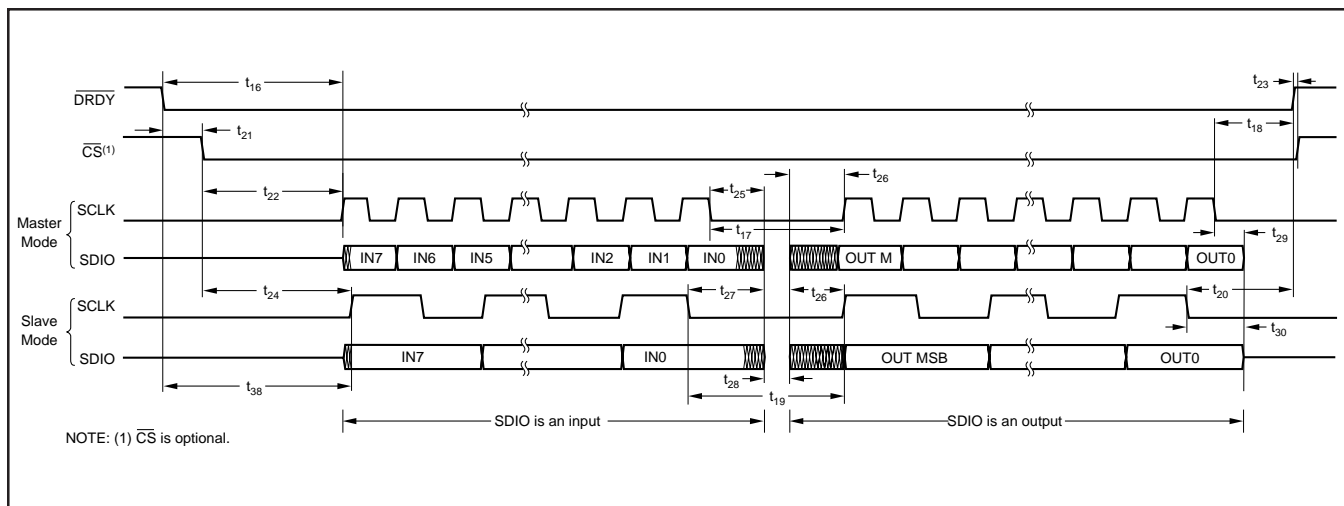 t16
t23
DRDY
t21
t18
CS(1)
t22
t25
t26
SCLK
Master
Mode
t17
t29
SDIO
IN7 IN6 IN5 IN2 IN1 IN0 OUT M OUT0
t24
t27
t26
t20
SCLK
Slave
Mode
t30
SDIO
IN7 IN0 OUT MSB OUT0
t28
t38
t19
SDIO is an input
SDIO is an output
NOTE: (1) CS is optional.